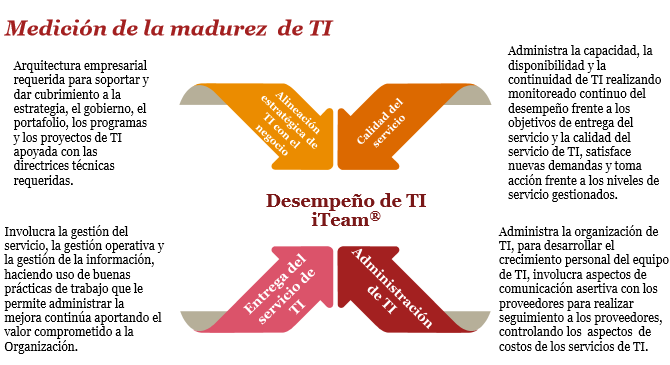 Medición de la madurez de TI
Arquitectura empresarial
requerida para soportar y
dar cubrimiento a la
estrategia, el gobierno, el
portafolio, los programas
y los proyectos de TI
apoyada con las
directrices técnicas
requeridas.
Alineación
estratégica de
TI con el
negocio
Calidad del
servicio
Administra la capacidad, la
disponibilidad y la
continuidad de TI realizando
monitoreado continuo del
desempeño frente a los
objetivos de entrega del
servicio y la calidad del
servicio de TI, satisface
nuevas demandas y toma
acción frente a los niveles de
servicio gestionados.
Desempeño de TI
iTeam®
Involucra la gestión del
servicio, la gestión operativa y
la gestión de la información,
haciendo uso de buenas
prácticas de trabajo que le
permite administrar la
mejora continúa aportando el
valor comprometido a la
Organización.
Entrega del
servicio de
TI
Administración
de TI
Administra la organización de
TI, para desarrollar el
crecimiento personal del equipo
de TI, involucra aspectos de
comunicación asertiva con los
proveedores para realizar
seguimiento a los proveedores,
controlando los aspectos de
costos de los servicios de TI.